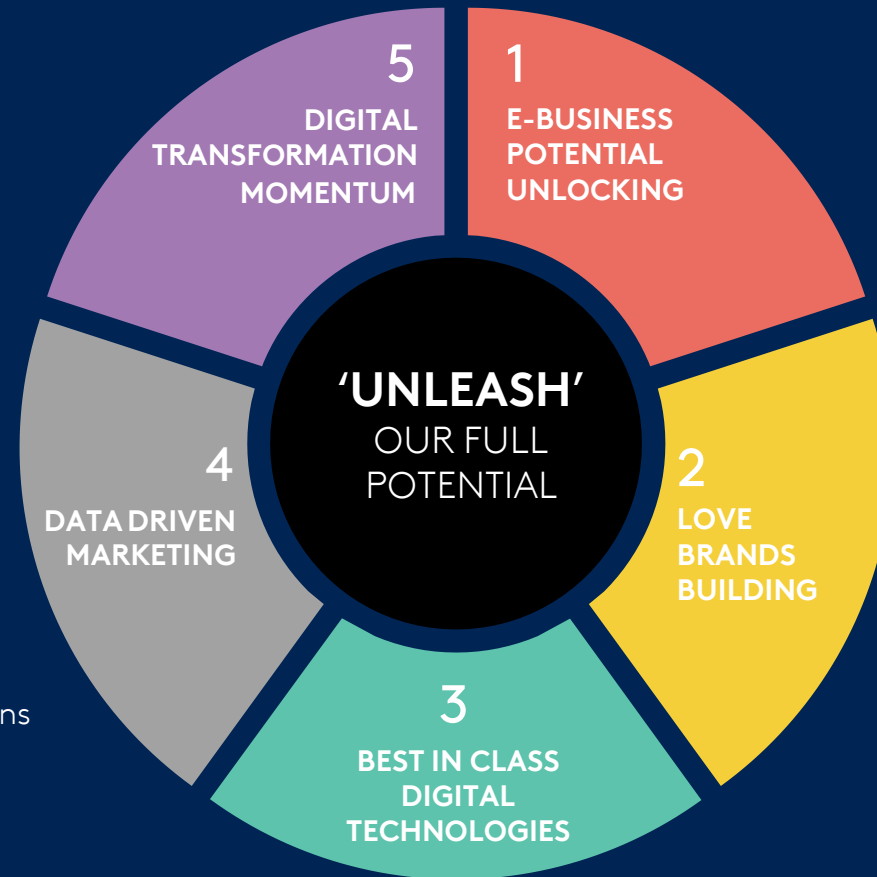 5
DIGITAL
TRANSFORMATION
MOMENTUM
1
E-BUSINESS
POTENTIAL
UNLOCKING
‘UNLEASH’
OUR FULL
POTENTIAL
4
DATA DRIVEN
MARKETING
2
LOVE
BRANDS
BUILDING
ns
3
BEST IN CLASS
DIGITAL
TECHNOLOGIES